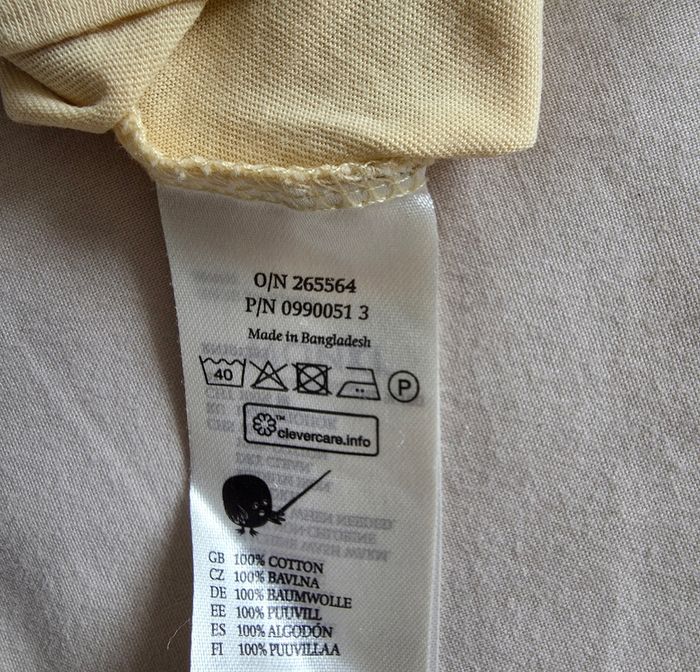 O/N 265564
P/N 0990051 3
Made in Bangladesh
40 P
™
clevercare.info
GB 100% COTTON
CZ 100% BAVLNA
DE 100% BAUMWOLLE
EE 100% PUUVILL
ES 100% ALGODÓN
FI 100% PUUVILLAA